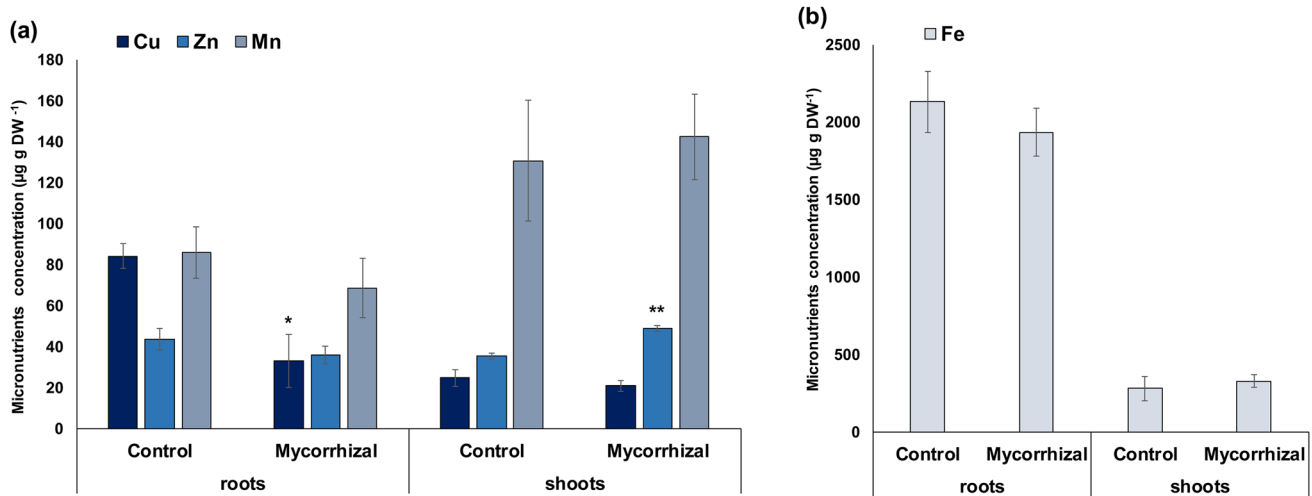 (a)
Cu Zn Mn
Micronutrients concentration (µg g DW⁻¹)
180
160
140
120
100
80
60
40
20
0
*
**
Control Mycorrhizal Control Mycorrhizal
roots shoots
(b)
Fe
Micronutrients concentration (µg g DW⁻¹)
2500
2000
1500
1000
500
0
Control Mycorrhizal Control Mycorrhizal
roots shoots